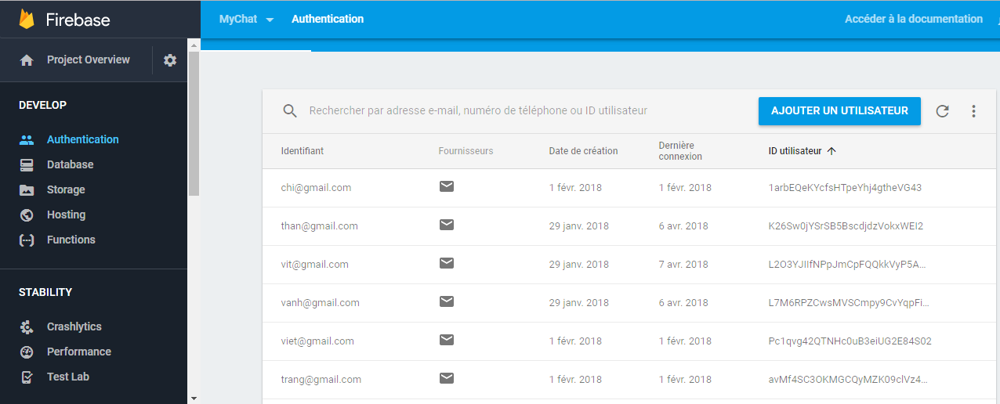 Firebase
MyChat
Authentication
Accéder à la documentation
Project Overview
DEVELOP
Authentication
Database
Storage
Hosting
Functions
STABILITY
Crashlytics
Performance
Test Lab
Rechercher par adresse e-mail, numéro de téléphone ou ID utilisateur
AJOUTER UN UTILISATEUR
Identifiant Fournisseurs Date de création Dernière connexion ID utilisateur
chi@gmail.com 1 févr. 2018 1 févr. 2018 1arbEQeKYcfsHTpeYhj4gtheVG43
than@gmail.com 29 janv. 2018 6 avr. 2018 K26Sw0jYSrSB5BscdjdzVokxWEI2
vit@gmail.com 29 janv. 2018 7 avr. 2018 L2O3YJIIfNPpJmCpFQQkkVyP5A...
vanh@gmail.com 29 janv. 2018 6 avr. 2018 L7M6RPZCwsMVSCmpy9CvYqpFi...
viet@gmail.com 1 févr. 2018 1 févr. 2018 Pc1qvg42QTNHc0uB3eiUG2E84S02
trang@gmail.com 1 févr. 2018 1 févr. 2018 avMf4SC3OKMGCQyMZK09clVz4...